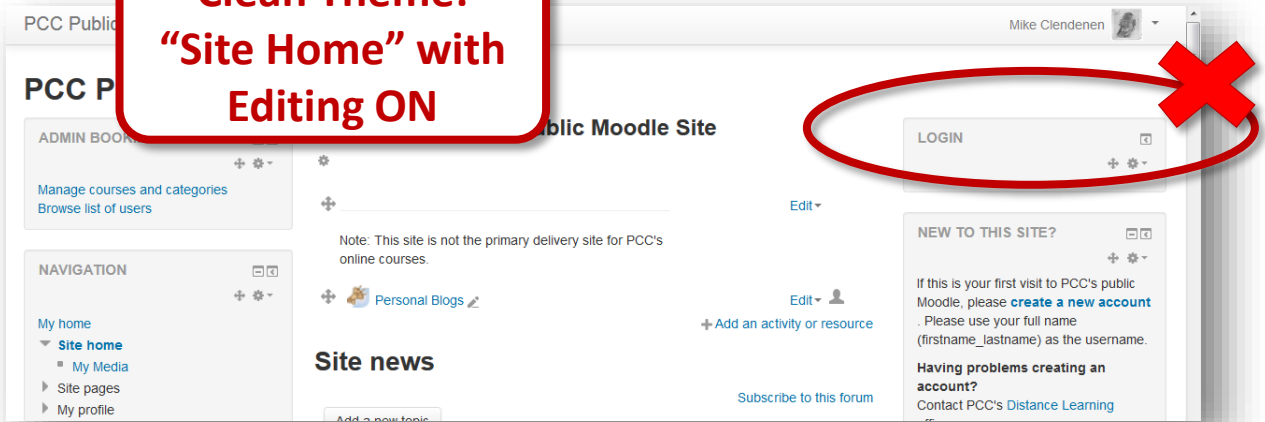 PCC Public
Mike Clendenen
Clean Theme:
“Site Home” with
Editing ON
PCC P
ADMIN
Manage courses and categories
Browse list of users
NAVIGATION
My home
Site home
My Media
Site pages
My profile
Public Moodle Site
Edit
Note: This site is not the primary delivery site for PCC's
online courses.
Personal Blogs
Edit
Add an activity or resource
Site news
Subscribe to this forum
Add a new topic
LOGIN
NEW TO THIS SITE?
If this is your first visit to PCC's public
Moodle, please create a new account
. Please use your full name
(firstname_lastname) as the username.
Having problems creating an
account?
Contact PCC's Distance Learning